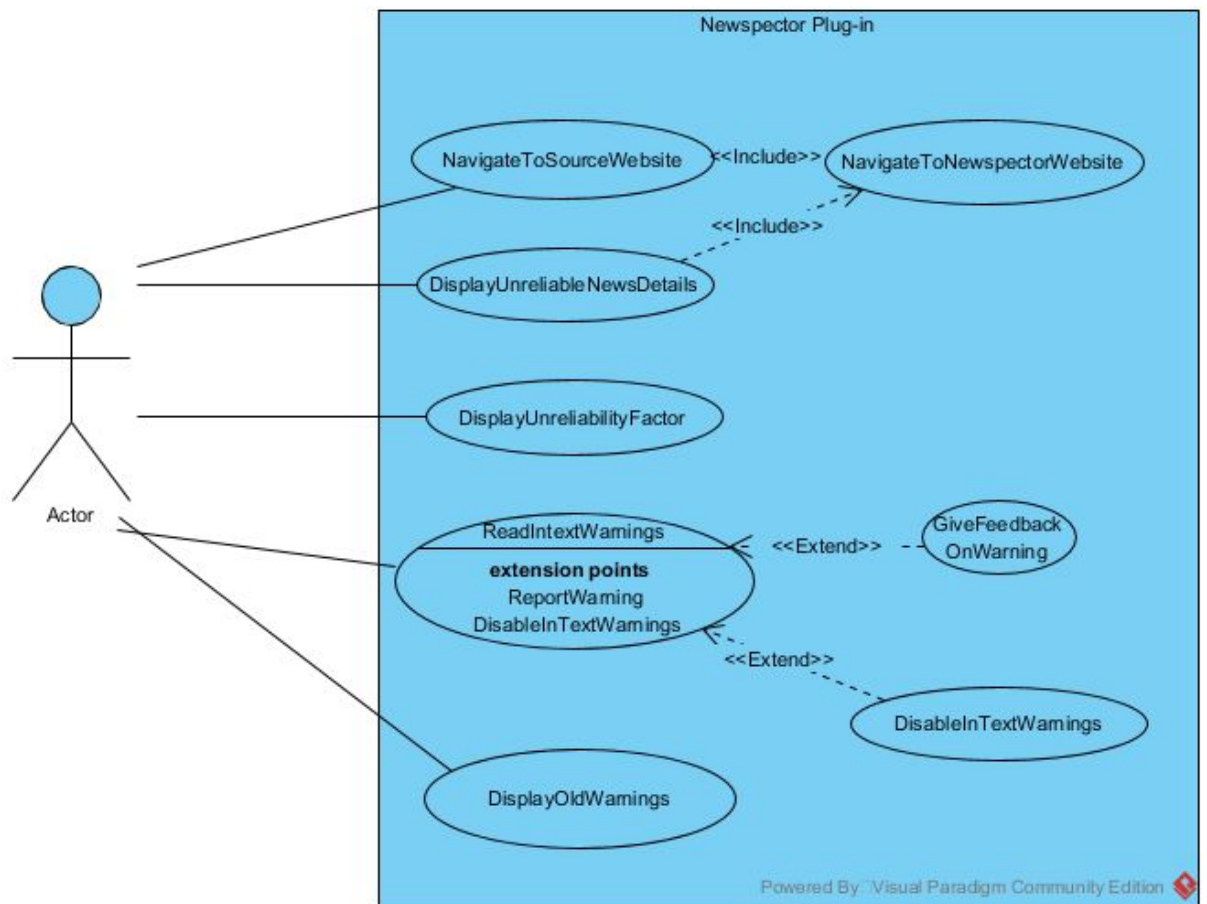 Newspector Plug-in
NavigateToSourceWebsite
<<Include>>
NavigateToNewspectorWebsite
<<Include>>
DisplayUnreliableNewsDetails
DisplayUnreliabilityFactor
Actor
ReadIntextWarnings
extension points
ReportWarning
DisableInTextWarnings
<<Extend>>
GiveFeedback
OnWarning
<<Extend>>
DisableInTextWarnings
DisplayOldWarnings
Powered By Visual Paradigm Community Edition